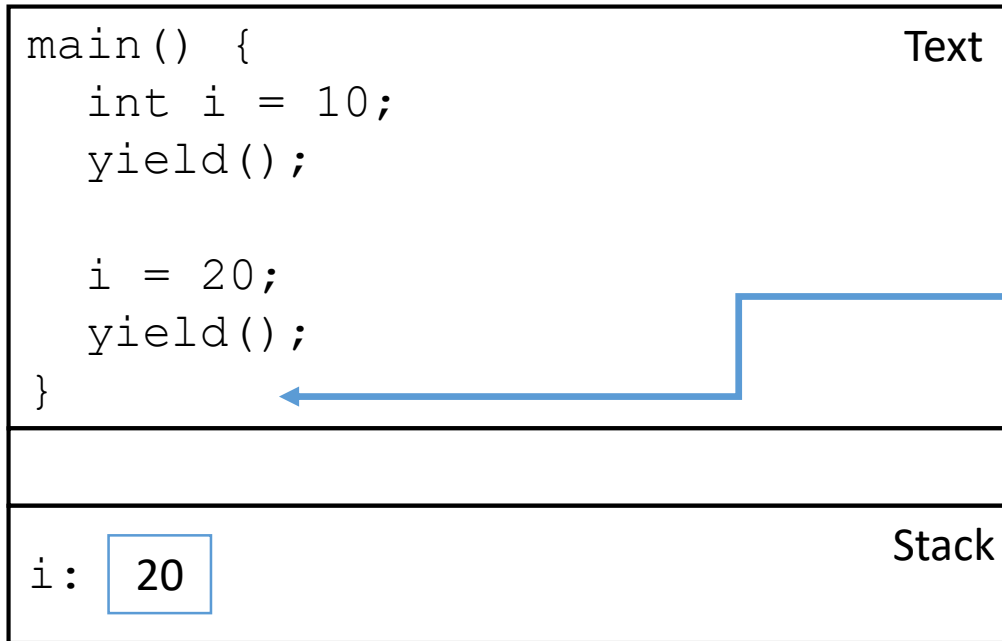 main() {
Text
int i = 10;
yield();
i = 20;
yield();
}
Stack
i: 20